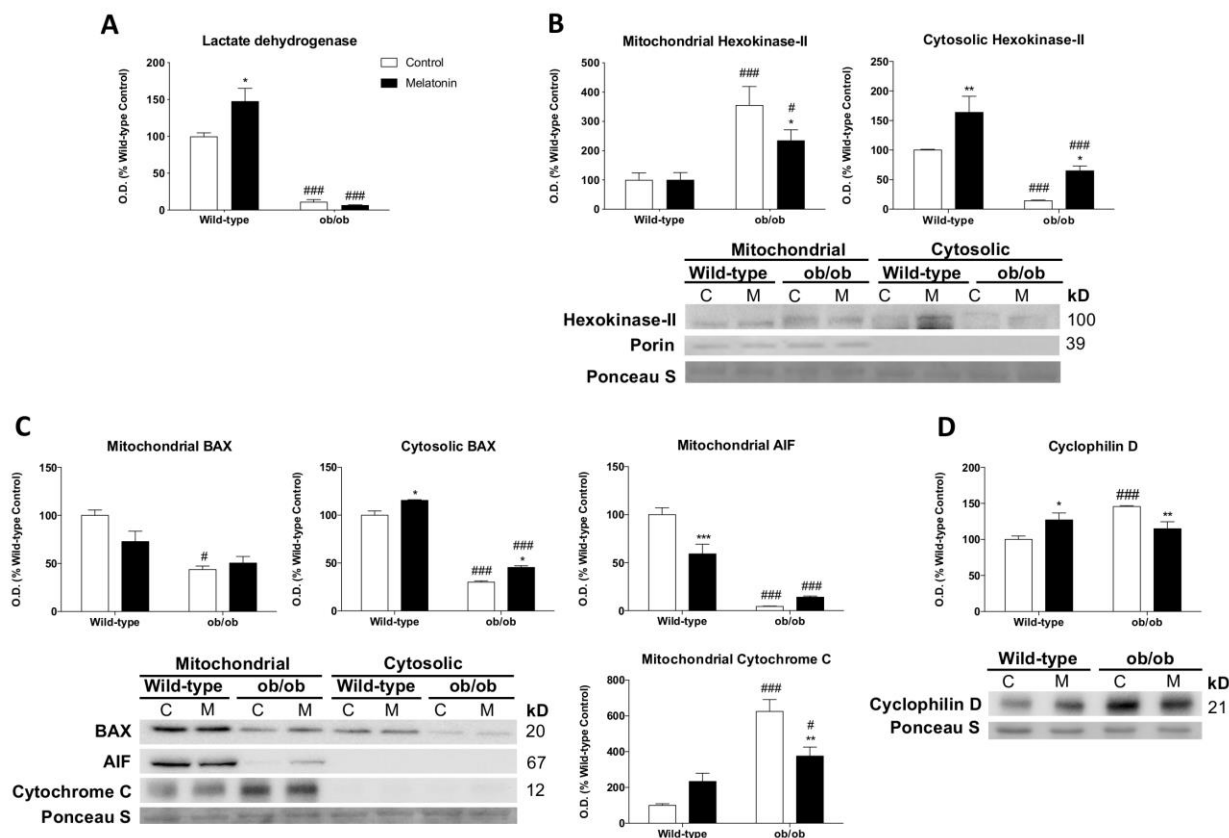 A
Lactate dehydrogenase
O.D. (% Wild-type Control)
200
150
100
50
0
*
###
###
Wild-type
ob/ob
Control
Melatonin
B
Mitochondrial Hexokinase-II
O.D. (% Wild-type Control)
500
400
300
200
100
0
###
#
*
Wild-type
ob/ob
Cytosolic Hexokinase-II
O.D. (% Wild-type Control)
250
200
150
100
50
0
**
###
###
*
Wild-type
ob/ob
Mitochondrial Cytosolic
Wild-type ob/ob Wild-type ob/ob
C M C M C M C M kD
Hexokinase-II 100
Porin 39
Ponceau S
C
Mitochondrial BAX
O.D. (% Wild-type Control)
150
100
50
0
#
Wild-type
ob/ob
Cytosolic BAX
O.D. (% Wild-type Control)
150
100
50
0
*
###
###
*
Wild-type
ob/ob
Mitochondrial AIF
O.D. (% Wild-type Control)
150
100
50
0
***
###
###
Wild-type
ob/ob
Mitochondrial Cytosolic
Wild-type ob/ob Wild-type ob/ob
C M C M C M C M kD
BAX 20
AIF 67
Cytochrome C 12
Ponceau S
Mitochondrial Cytochrome C
O.D. (% Wild-type Control)
800
600
400
200
0
###
#
**
Wild-type
ob/ob
D
Cyclophilin D
O.D. (% Wild-type Control)
200
150
100
50
0
*
###
**
Wild-type
ob/ob
Wild-type ob/ob
C M C M kD
Cyclophilin D 21
Ponceau S